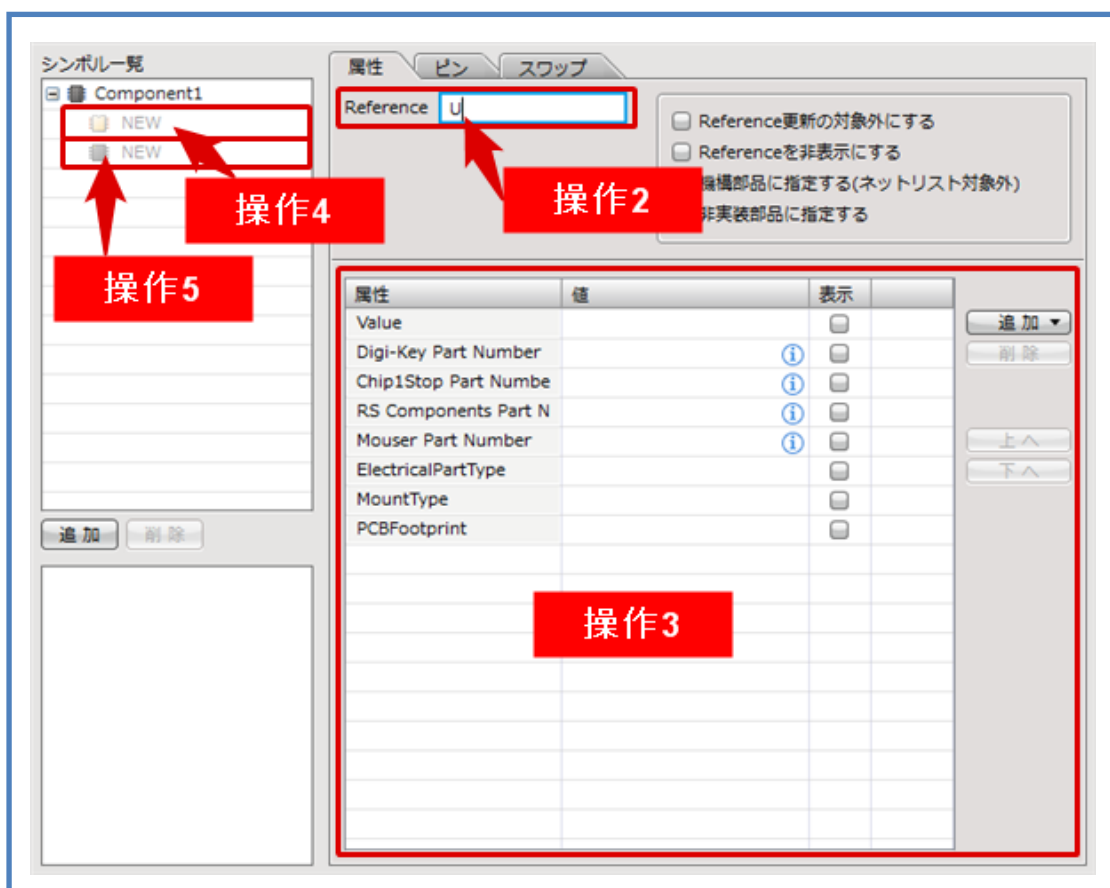 シンボル一覧
Component1
NEW
NEW
操作4
操作5
追加
削除
属性
ピン
スワップ
Reference
U
操作2
Reference更新の対象外にする
Referenceを非表示にする
機構部品に指定する(ネットリスト対象外)
非実装部品に指定する
属性 値 表示
Value
Digi-Key Part Number
Chip1Stop Part Numbe
RS Components Part N
Mouser Part Number
ElectricalPartType
MountType
PCBFootprint
操作3
追加
削除
上へ
下へ